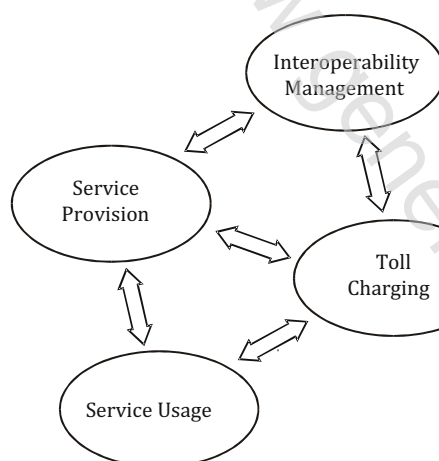 Interoperability
Management
Service
Provision
Toll
Charging
Service Usage